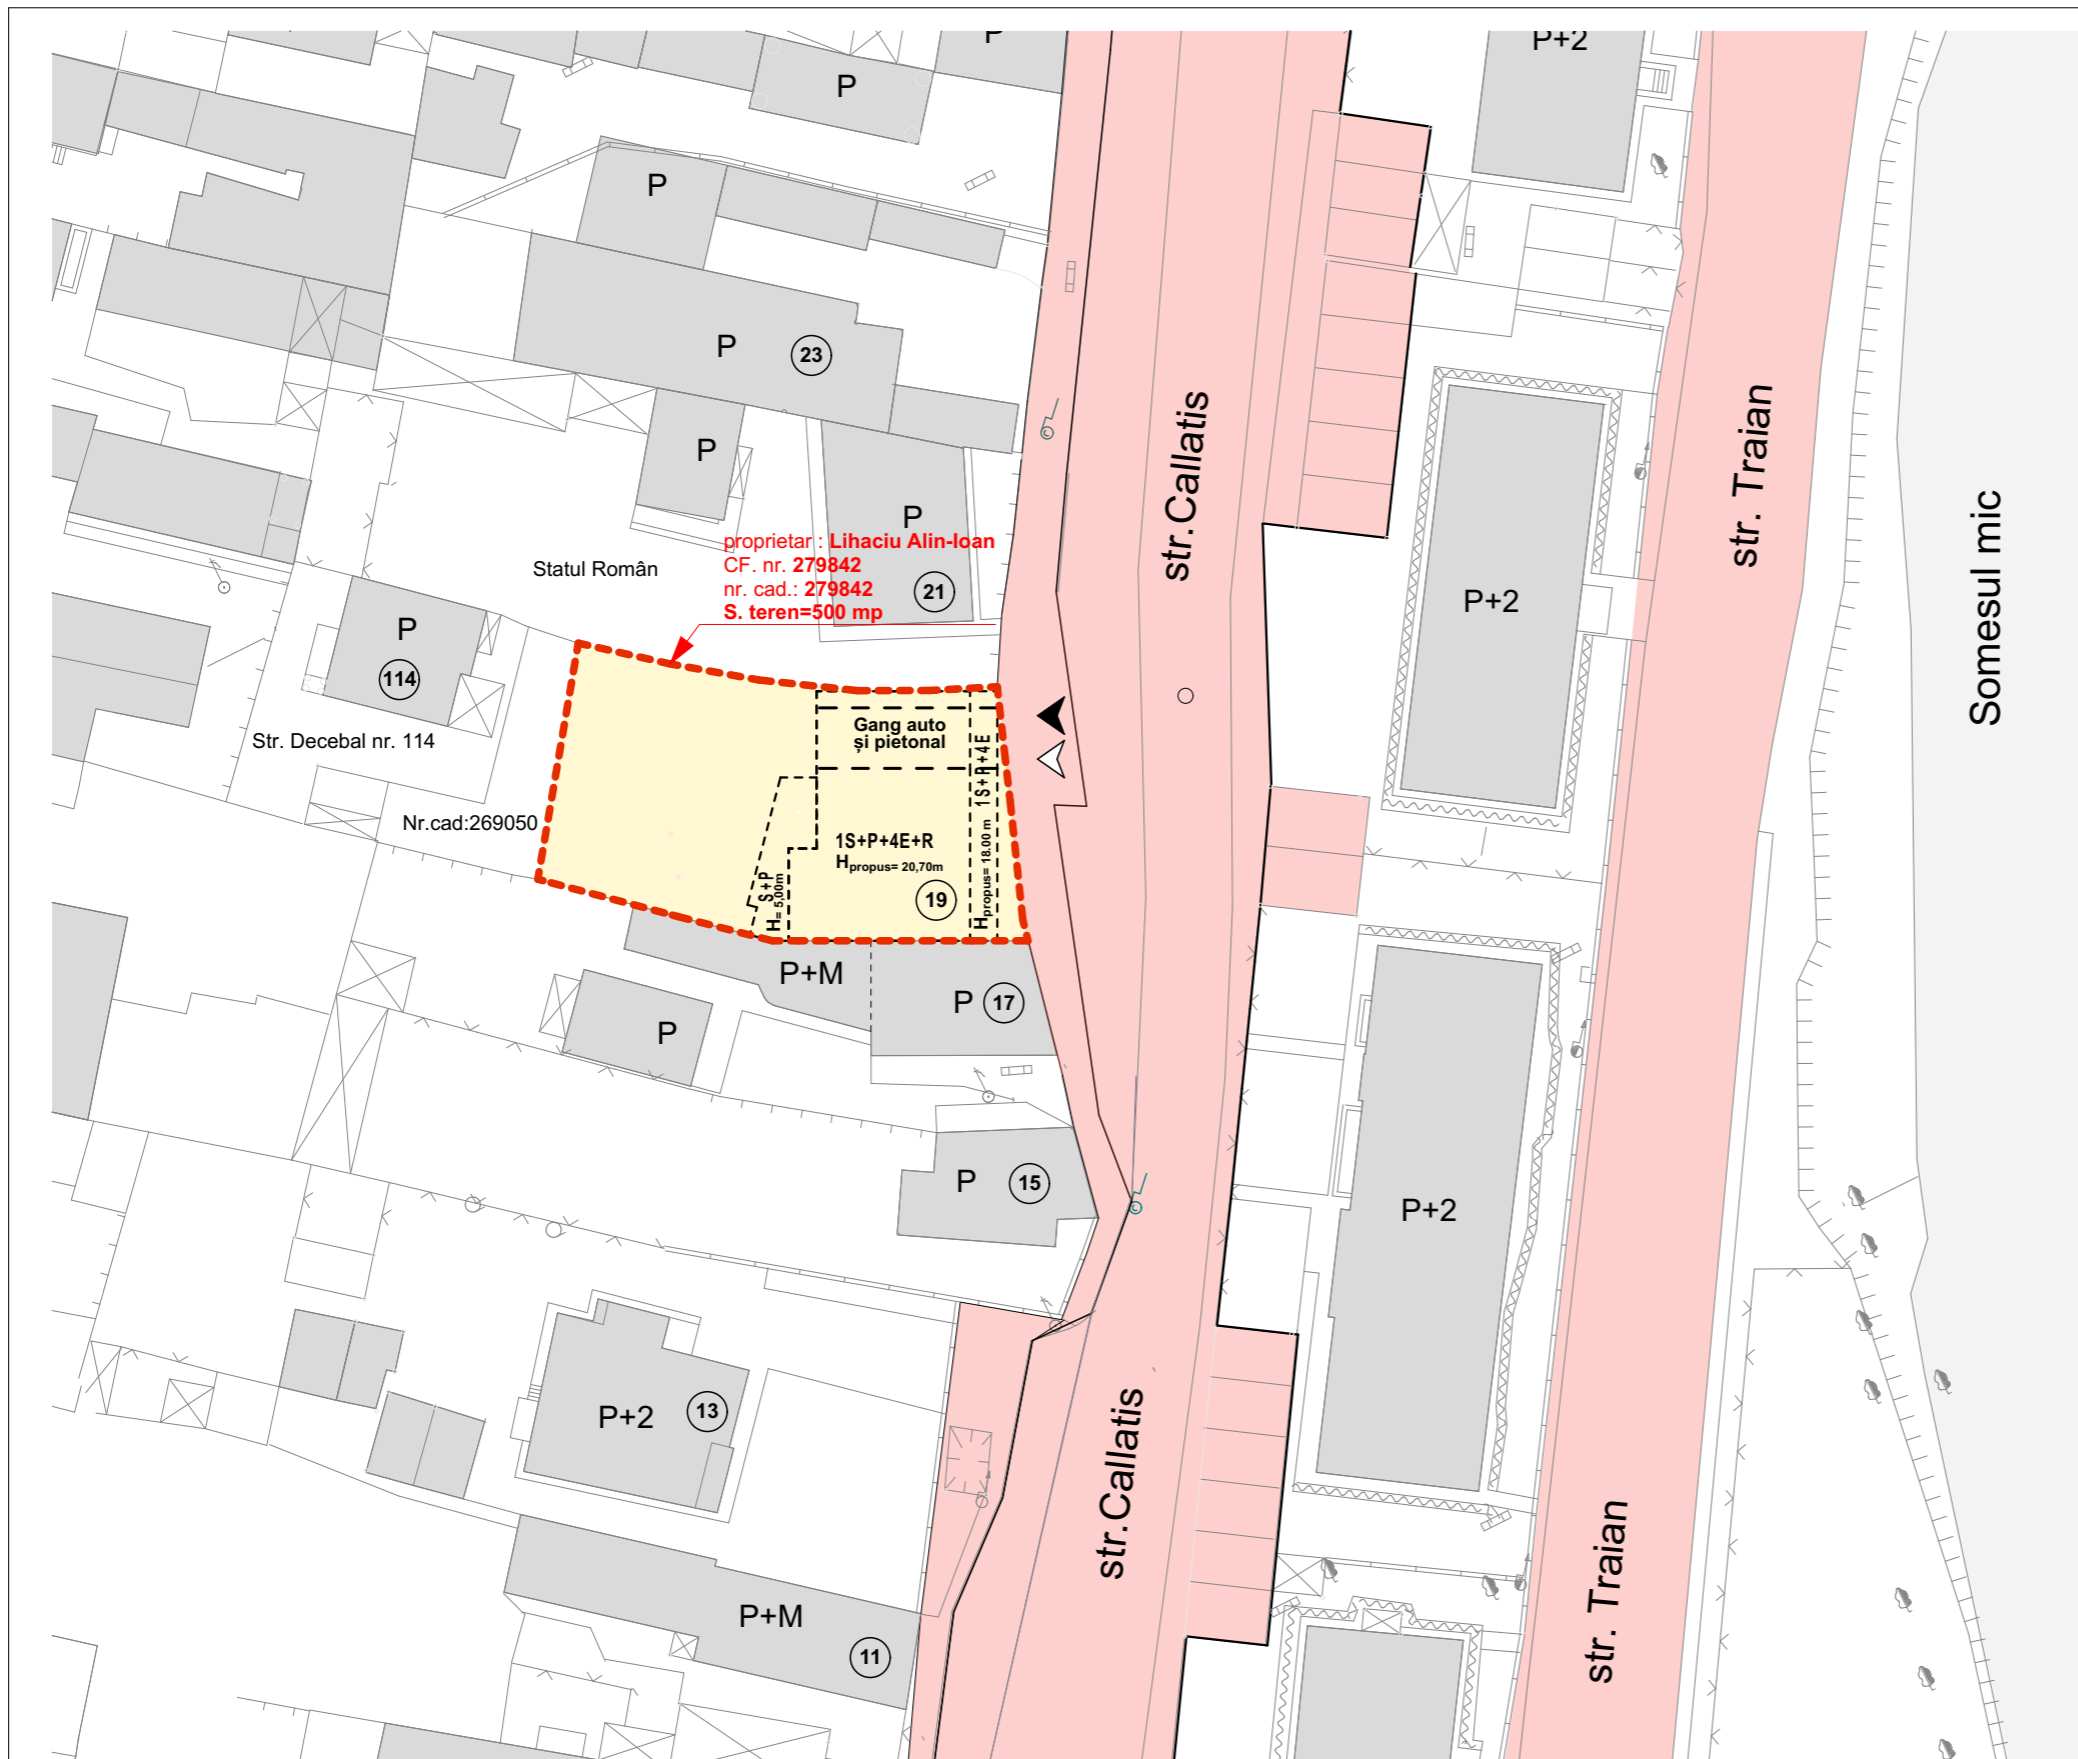 P
P+2
P
P
P
23
str.Callatis
str. Traian
P
Somesul mic
P
proprietar : Lihaciu Alin-Ioan
CF. nr. 279842
nr. cad.: 279842
S. teren=500 mp
21
Statul Român
P+2
P
114
Str. Decebal nr. 114
Nr.cad:269050
Gang auto
și pietonal
1S+P+4E
Hpropus= 18.00 m
1S+P+4E+R
Hpropus= 20,70m
S+P
H= 5,00m
19
P+M
P
17
P
P
15
P+2
P+2
13
str.Callatis
str. Traian
P+M
11